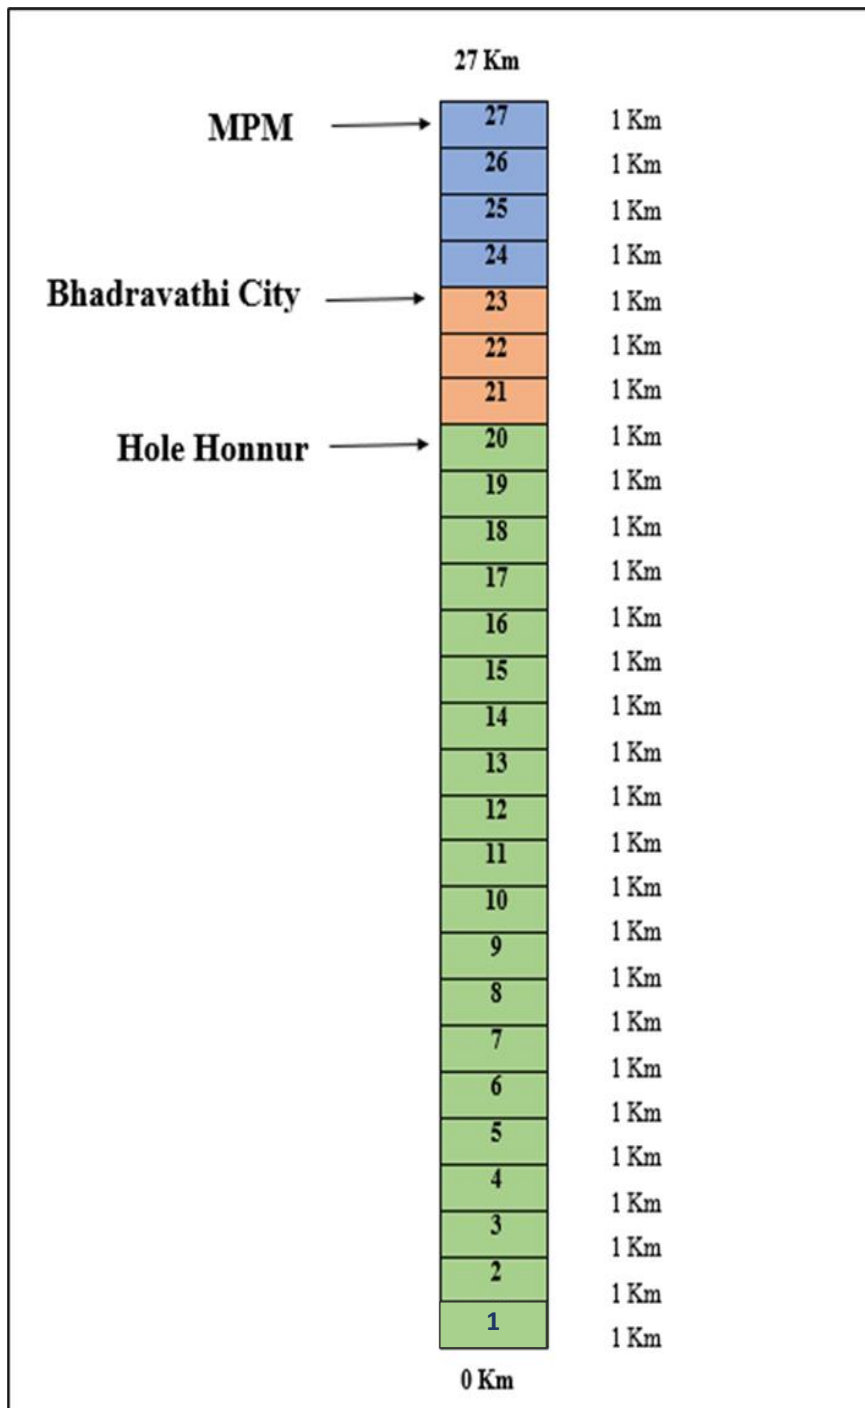 27 Km
MPM 27 1 Km
26 1 Km
25 1 Km
24 1 Km
Bhadravathi City 23 1 Km
22 1 Km
21 1 Km
Hole Honnur 20 1 Km
19 1 Km
18 1 Km
17 1 Km
16 1 Km
15 1 Km
14 1 Km
13 1 Km
12 1 Km
11 1 Km
10 1 Km
9 1 Km
8 1 Km
7 1 Km
6 1 Km
5 1 Km
4 1 Km
3 1 Km
2 1 Km
1 1 Km
0 Km